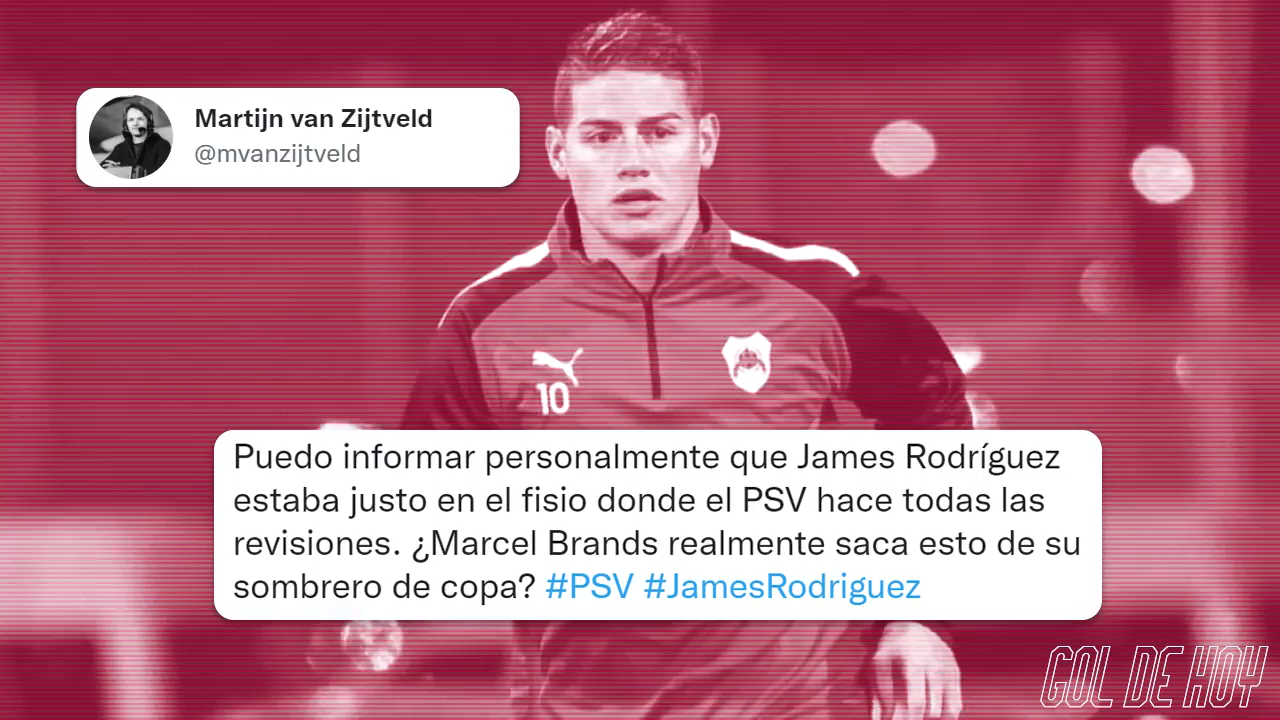 Martijn van Zijtveld
@mvanzijtveld
10
Puedo informar personalmente que James Rodríguez
estaba justo en el fisio donde el PSV hace todas las
revisiones. ¿Marcel Brands realmente saca esto de su
sombrero de copa? #PSV #JamesRodriguez
GOL DE HOY